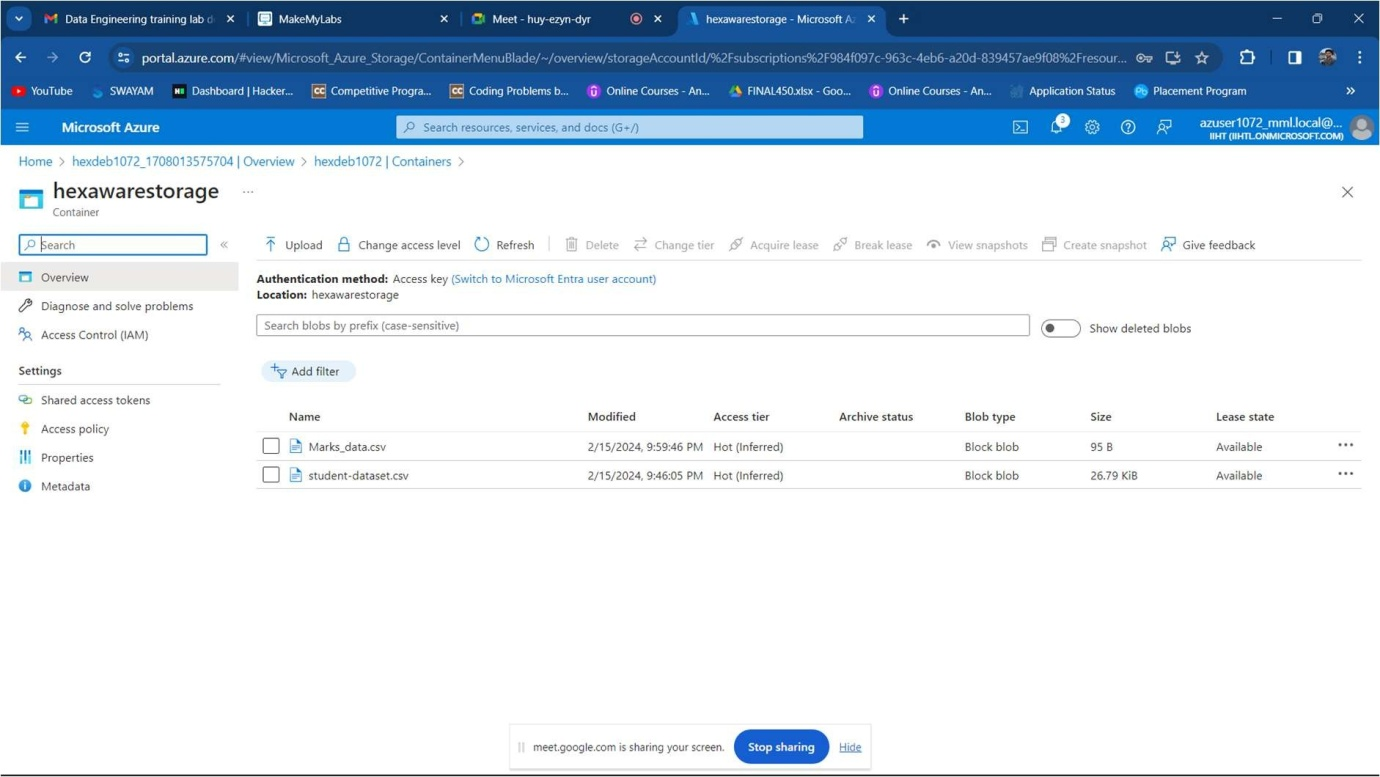 Data Engineering training lab d
MakeMyLabs
Meet - huy-ezyn-dyr
hexawarestorage - Microsoft A
portal.azure.com/#view/Microsoft_Azure_Storage/ContainerMenuBlade/~/overview/storageAccountId/%2Fsubscriptions%2F984f097c-963c-4eb6-a20d-839457ae9f08%2Fresour...
YouTube
SWAYAM
Dashboard | Hacker...
Competitive Progra...
Coding Problems b...
Online Courses - An...
FINAL450.xlsx - Goo...
Online Courses - An...
Application Status
Placement Program
Microsoft Azure
Search resources, services, and docs (G+/)
3
azuser1072_mml.local@...
IIHT (IIHTL.ONMICROSOFT.COM)
Home > hexdeb1072_1708013575704 | Overview > hexdeb1072 | Containers >
hexawarestorage ...
Container
Search
Upload Change access level Refresh Delete Change tier Acquire lease Break lease View snapshots Create snapshot Give feedback
Overview
Diagnose and solve problems
Access Control (IAM)
Settings
Shared access tokens
Access policy
Properties
Metadata
Authentication method: Access key (Switch to Microsoft Entra user account)
Location: hexawarestorage
Search blobs by prefix (case-sensitive)
Show deleted blobs
Add filter
Name Modified Access tier Archive status Blob type Size Lease state
Marks_data.csv 2/15/2024, 9:59:46 PM Hot (Inferred) Block blob 95 B Available
student-dataset.csv 2/15/2024, 9:46:05 PM Hot (Inferred) Block blob 26.79 KiB Available
meet.google.com is sharing your screen. Stop sharing Hide